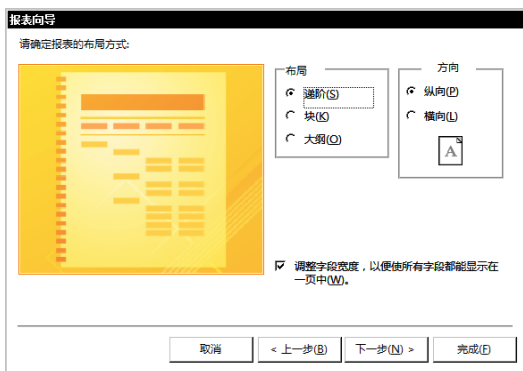 报表向导
请确定报表的布局方式:
布局
递阶(S)
块(K)
大纲(O)
方向
纵向(P)
横向(L)
A
调整字段宽度，以便使所有字段都能显示在
一页中(W)。
取消
< 上一步(B)
下一步(N) >
完成(F)